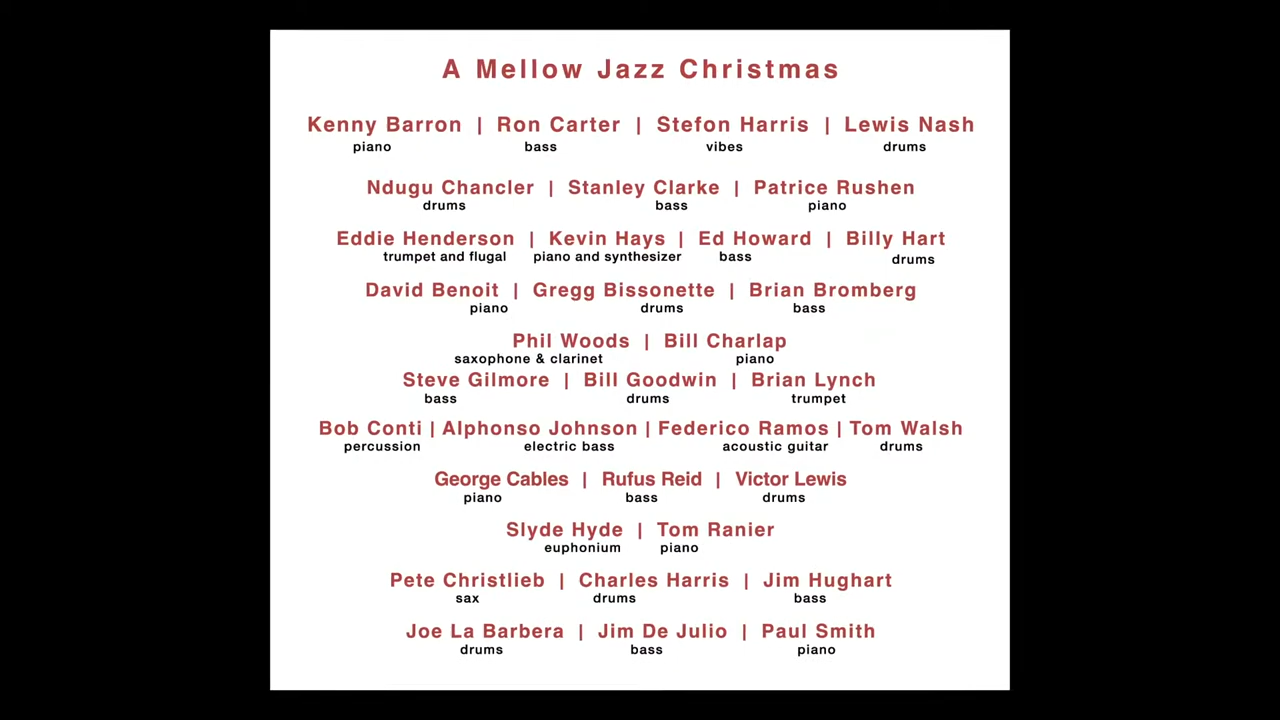 A Mellow Jazz Christmas
Kenny Barron | Ron Carter | Stefon Harris | Lewis Nash
piano bass vibes drums
Ndugu Chancler | Stanley Clarke | Patrice Rushen
drums bass piano
Eddie Henderson | Kevin Hays | Ed Howard | Billy Hart
trumpet and flugal piano and synthesizer bass drums
David Benoit | Gregg Bissonette | Brian Bromberg
piano drums bass
Phil Woods | Bill Charlap
saxophone & clarinet piano
Steve Gilmore | Bill Goodwin | Brian Lynch
bass drums trumpet
Bob Conti | Alphonso Johnson | Federico Ramos | Tom Walsh
percussion electric bass acoustic guitar drums
George Cables | Rufus Reid | Victor Lewis
piano bass drums
Slyde Hyde | Tom Ranier
euphonium piano
Pete Christlieb | Charles Harris | Jim Hughart
sax drums bass
Joe La Barbera | Jim De Julio | Paul Smith
drums bass piano